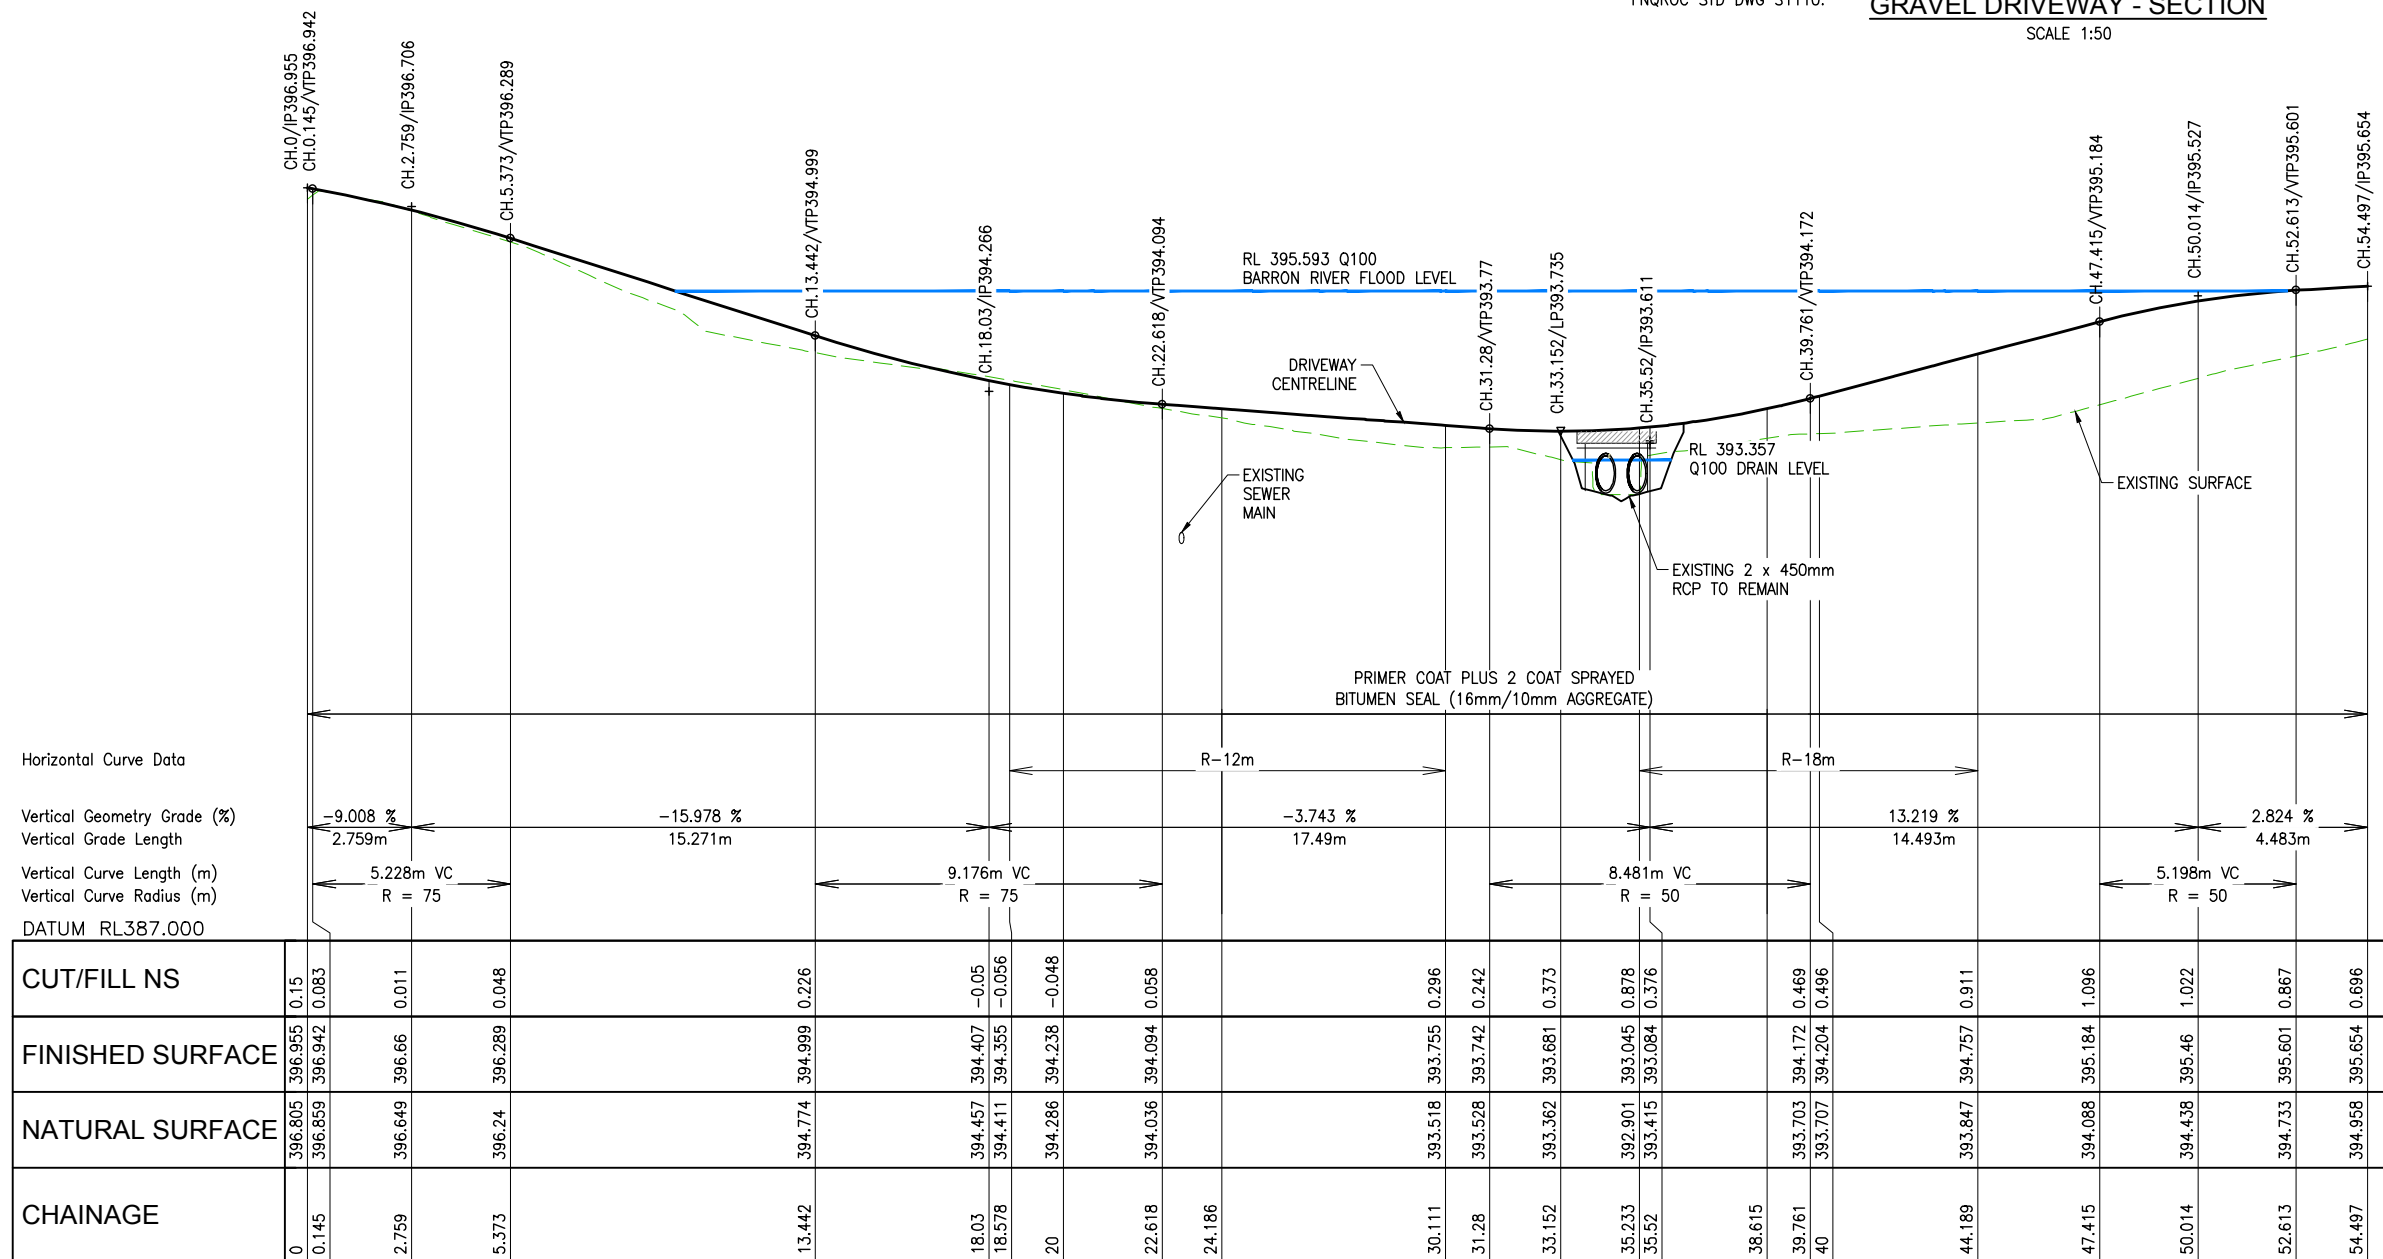 GRAVEL DRIVEWAY - SECTION
SCALE 1:50
CH.0/IP396.955
CH.0.145/VTP396.942
CH.2.759/IP396.706
CH.5.373/VTP396.289
CH.13.442/VTP394.999
CH.18.03/IP394.266
CH.22.618/VTP394.094
CH.31.28/VTP393.77
CH.33.152/LP393.735
CH.35.52/IP393.611
CH.39.761/VTP394.172
CH.47.415/VTP395.184
CH.50.014/IP395.527
CH.52.613/VTP395.601
CH.54.497/IP395.654
RL 395.593 Q100
BARRON RIVER FLOOD LEVEL
DRIVEWAY
CENTRELINE
EXISTING
SEWER
MAIN
RL 393.357
Q100 DRAIN LEVEL
EXISTING SURFACE
EXISTING 2 x 450mm
RCP TO REMAIN
PRIMER COAT PLUS 2 COAT SPRAYED
BITUMEN SEAL (16mm/10mm AGGREGATE)
Horizontal Curve Data R-12m R-18m
Vertical Geometry Grade (%) -9.008 % -15.978 % -3.743 % 13.219 % 2.824 %
Vertical Grade Length 2.759m 15.271m 17.49m 14.493m 4.483m
Vertical Curve Length (m) 5.228m VC 9.176m VC 8.481m VC 5.198m VC
Vertical Curve Radius (m) R = 75 R = 75 R = 50 R = 50
DATUM RL387.000
CUT/FILL NS 0.15 0.083 0.011 0.048 0.226 -0.05 -0.056 -0.048 0.058 0.296 0.242 0.373 0.878 0.376 0.469 0.496 0.911 1.096 1.022 0.867 0.696
FINISHED SURFACE 396.955 396.942 396.66 396.289 394.999 394.407 394.355 394.238 394.094 393.755 393.742 393.681 393.045 393.084 394.172 394.204 394.757 395.184 395.46 395.601 395.654
NATURAL SURFACE 396.805 396.859 396.649 396.24 394.774 394.457 394.411 394.286 394.036 393.518 393.528 393.362 392.901 393.415 393.703 393.707 393.847 394.088 394.438 394.733 394.958
CHAINAGE 0 0.145 2.759 5.373 13.442 18.03 18.578 20 22.618 24.186 30.111 31.28 33.152 35.233 35.52 38.615 39.761 40 44.189 47.415 50.014 52.613 54.497